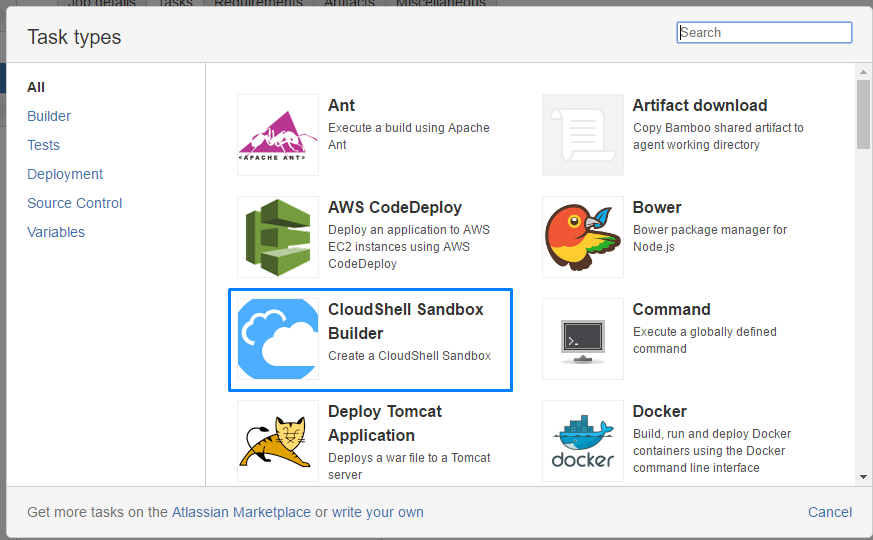 Job details Tasks Requirements Artifacts Miscellaneous
Task types
Search
All
Builder
Tests
Deployment
Source Control
Variables
<APACHE ANT>
Ant
Execute a build using Apache
Ant
Artifact download
Copy Bamboo shared artifact to
agent working directory
AWS CodeDeploy
Deploy an application to AWS
EC2 instances using AWS
CodeDeploy
Bower
Bower package manager for
Node.js
CloudShell Sandbox
Builder
Create a CloudShell Sandbox
>_
Command
Execute a globally defined
command
Deploy Tomcat
Application
Deploys a war file to a Tomcat
server
docker
Docker
Build, run and deploy Docker
containers using the Docker
command line interface
Get more tasks on the Atlassian Marketplace or write your own
Cancel